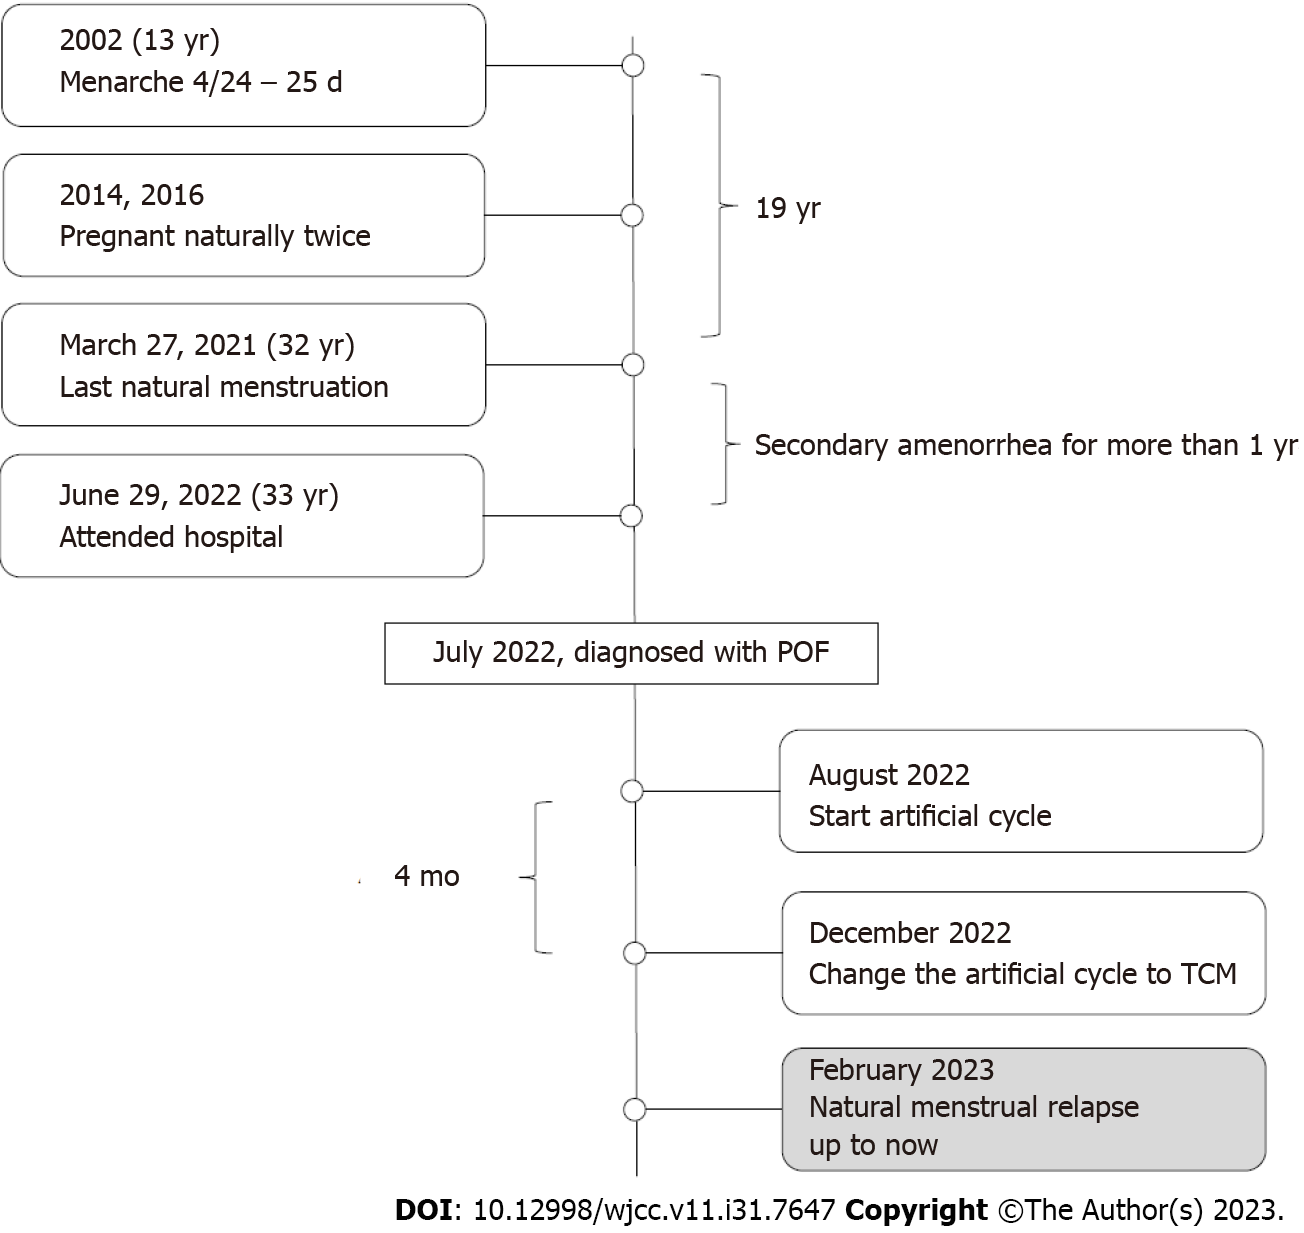 2002 (13 yr)
Menarche 4/24 – 25 d
2014, 2016
Pregnant naturally twice
19 yr
March 27, 2021 (32 yr)
Last natural menstruation
Secondary amenorrhea for more than 1 yr
June 29, 2022 (33 yr)
Attended hospital
July 2022, diagnosed with POF
August 2022
Start artificial cycle
4 mo
December 2022
Change the artificial cycle to TCM
February 2023
Natural menstrual relapse
up to now
DOI: 10.12998/wjcc.v11.i31.7647 Copyright ©The Author(s) 2023.